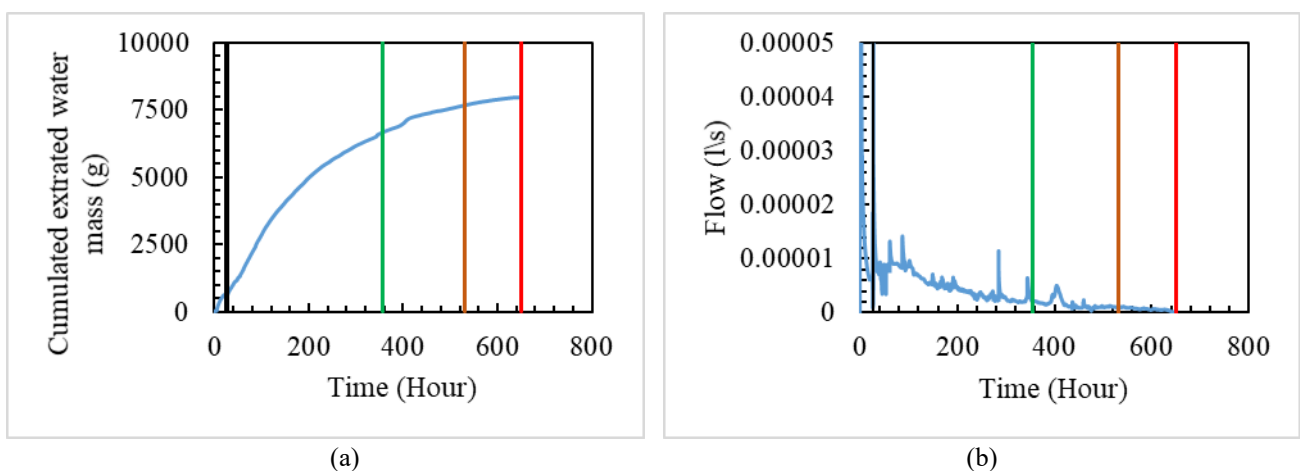 10000
7500
5000
2500
0
Cumulated extrated water
mass (g)
0 200 400 600 800
Time (Hour)
(a)
0.00005
0.00004
0.00003
0.00002
0.00001
0
Flow (l\s)
0 200 400 600 800
Time (Hour)
(b)